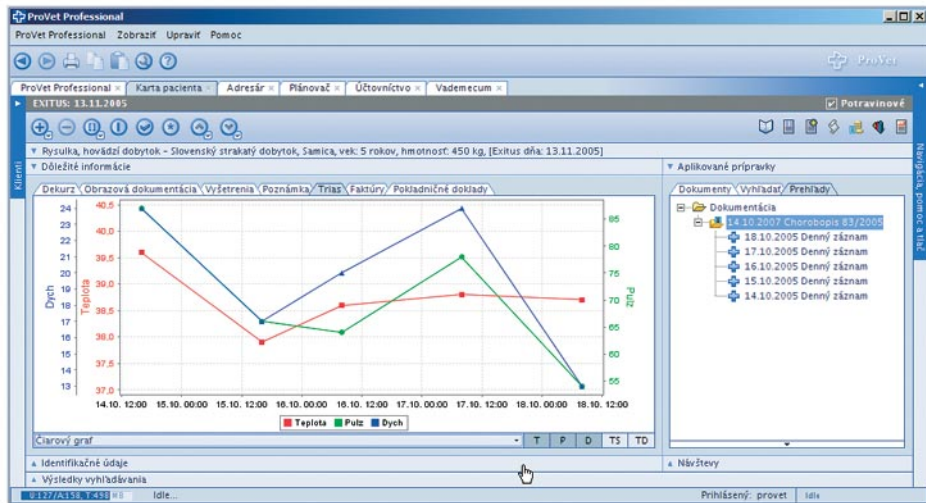 ProVet Professional
ProVet Professional Zobraziť Upraviť Pomoc
ProVet
ProVet Professional Karta pacienta Adresár Plánovač Účtovníctvo Vademecum
EXITUS: 13.11.2005 Potravinové
Klienti
Navigácia, pomoc a tlač
Rysulka, hovädzí dobytok - Slovenský strakatý dobytok, Samica, vek: 5 rokov, hmotnosť: 450 kg, [Exitus dňa: 13.11.2005]
Dôležité informácie
Dekurz Obrazová dokumentácia Vyšetrenia Poznámka Trias Faktúry Pokladničné doklady
Dych
24
23
22
21
20
19
18
17
16
15
14
13
Teplota
40,5
40,0
39,5
39,0
38,5
38,0
37,5
37,0
Pulz
85
80
75
70
65
60
55
14.10. 12:00 15.10. 00:00 15.10. 12:00 16.10. 00:00 16.10. 12:00 17.10. 00:00 17.10. 12:00 18.10. 00:00 18.10. 12:00
Teplota Pulz Dych
Čiarový graf T P D TS TD
Aplikované prípravky
Dokumenty Vyhľadať Prehľady
Dokumentácia
14.10.2007 Chorobopis 83/2005
18.10.2005 Denný záznam
17.10.2005 Denný záznam
16.10.2005 Denný záznam
15.10.2005 Denný záznam
14.10.2005 Denný záznam
Identifikačné údaje
Návštevy
Výsledky vyhľadávania
U:127/A:158, T:498 MB Idle... Prihlásený: provet Idle